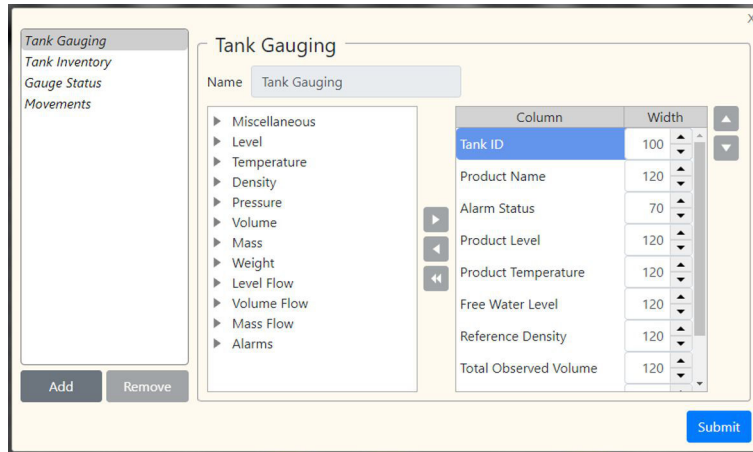 x
Tank Gauging
Tank Inventory
Gauge Status
Movements
Add
Remove
Tank Gauging
Name
Tank Gauging
Miscellaneous
Level
Temperature
Density
Pressure
Volume
Mass
Weight
Level Flow
Volume Flow
Mass Flow
Alarms
Column Width
Tank ID 100
Product Name 120
Alarm Status 70
Product Level 120
Product Temperature 120
Free Water Level 120
Reference Density 120
Total Observed Volume 120
Submit